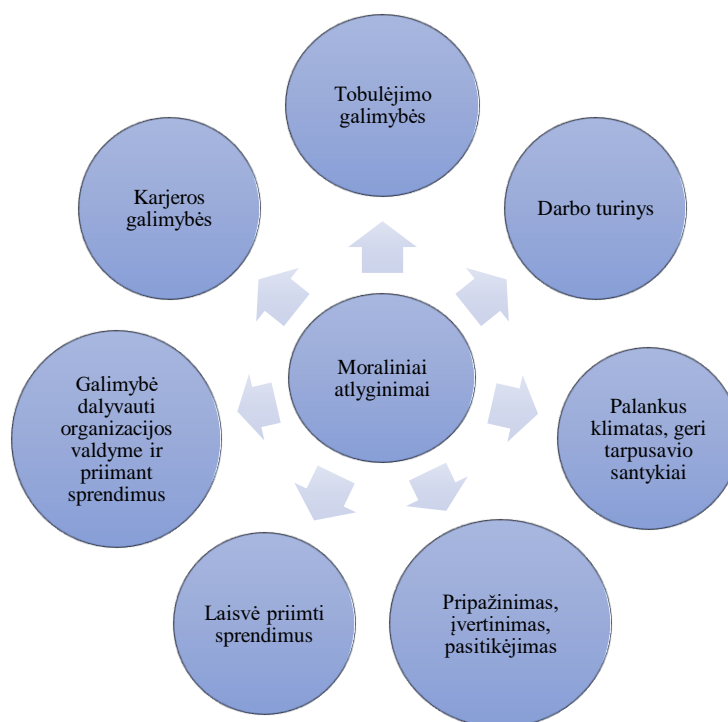 Tobulėjimo
galimybės
Karjeros
galimybės
Darbo turinys
Moraliniai
atlyginimai
Galimybė
dalyvauti
organizacijos
valdyme ir
priimant
sprendimus
Palankus
klimatas, geri
tarpusavio
santykiai
Laisvė priimti
sprendimus
Pripažinimas,
įvertinimas,
pasitikėjimas